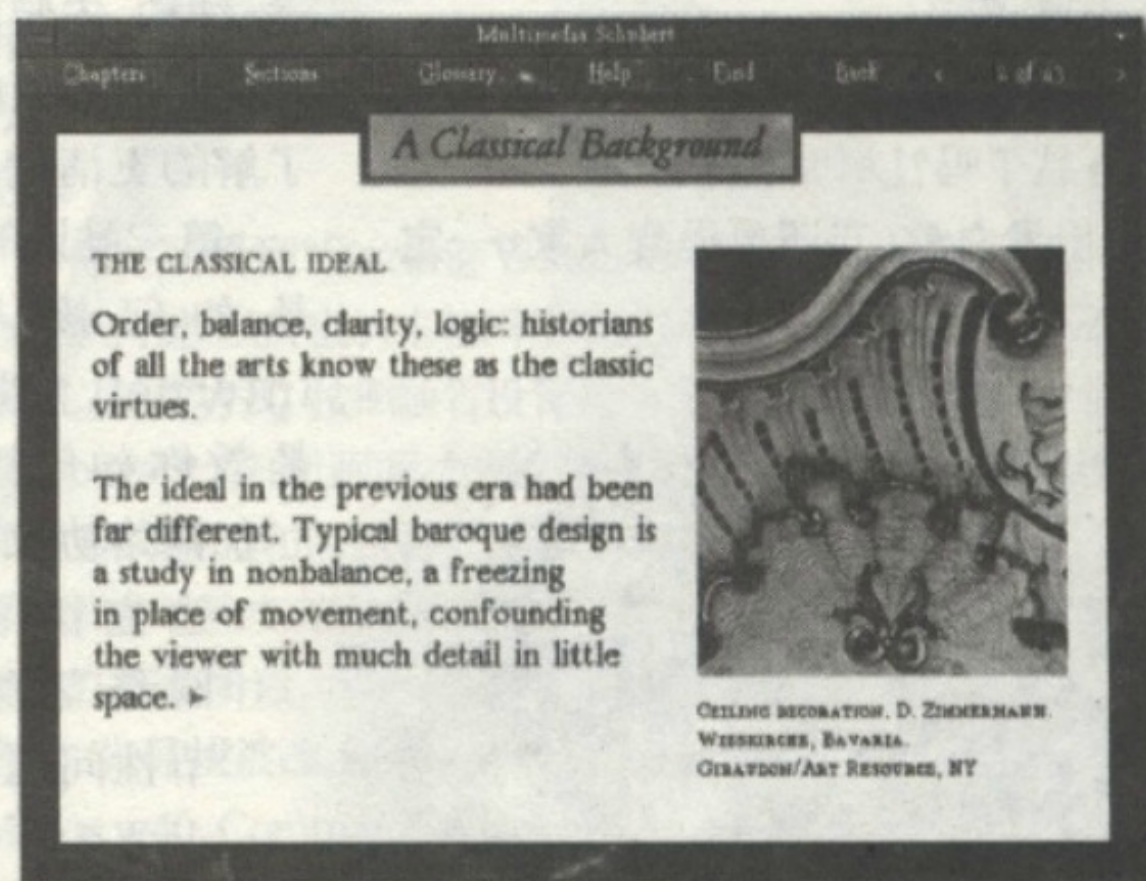 Multimedia Schubert
Chapters Sections Glossary Help Find Back < 2 of 43 >
A Classical Background
THE CLASSICAL IDEAL
Order, balance, clarity, logic: historians
of all the arts know these as the classic
virtues.
The ideal in the previous era had been
far different. Typical baroque design is
a study in nonbalance, a freezing
in place of movement, confounding
the viewer with much detail in little
space. ►
CEILING DECORATION, D. ZIMMERMANN.
WIESKIRCHE, BAVARIA.
GIRAUDON/ART RESOURCE, NY